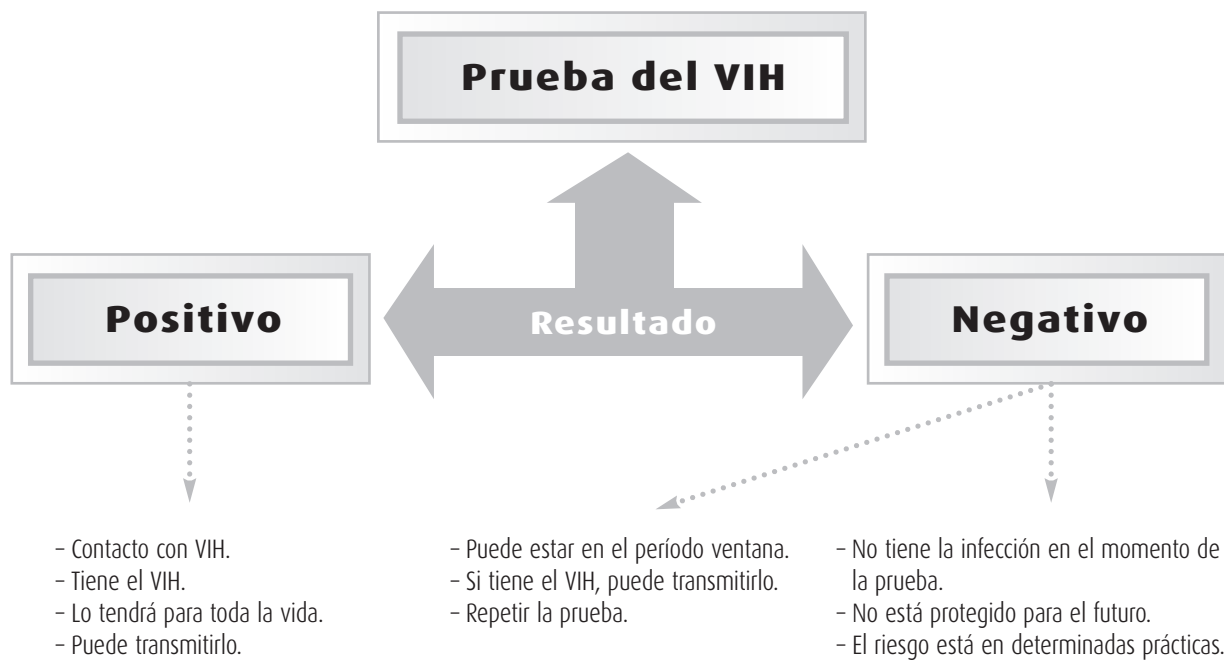 Prueba del VIH
Positivo
Resultado
Negativo
– Contacto con VIH.
– Tiene el VIH.
– Lo tendrá para toda la vida.
– Puede transmitirlo.
– Puede estar en el período ventana.
– Si tiene el VIH, puede transmitirlo.
– Repetir la prueba.
– No tiene la infección en el momento de
la prueba.
– No está protegido para el futuro.
– El riesgo está en determinadas prácticas.